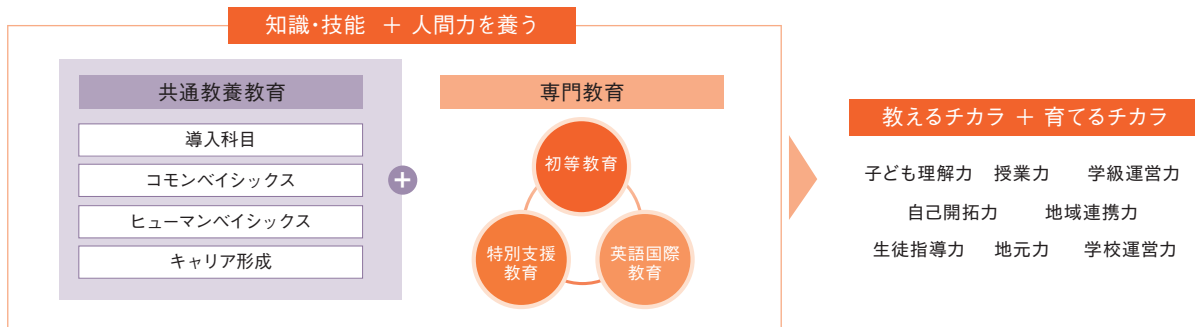 知識・技能 ＋ 人間力を養う
共通教養教育
導入科目
コモンベイシックス
ヒューマンベイシックス
キャリア形成
＋
専門教育
初等教育
特別支援
教育
英語国際
教育
教えるチカラ ＋ 育てるチカラ
子ども理解力 授業力 学級運営力
自己開拓力 地域連携力
生徒指導力 地元力 学校運営力